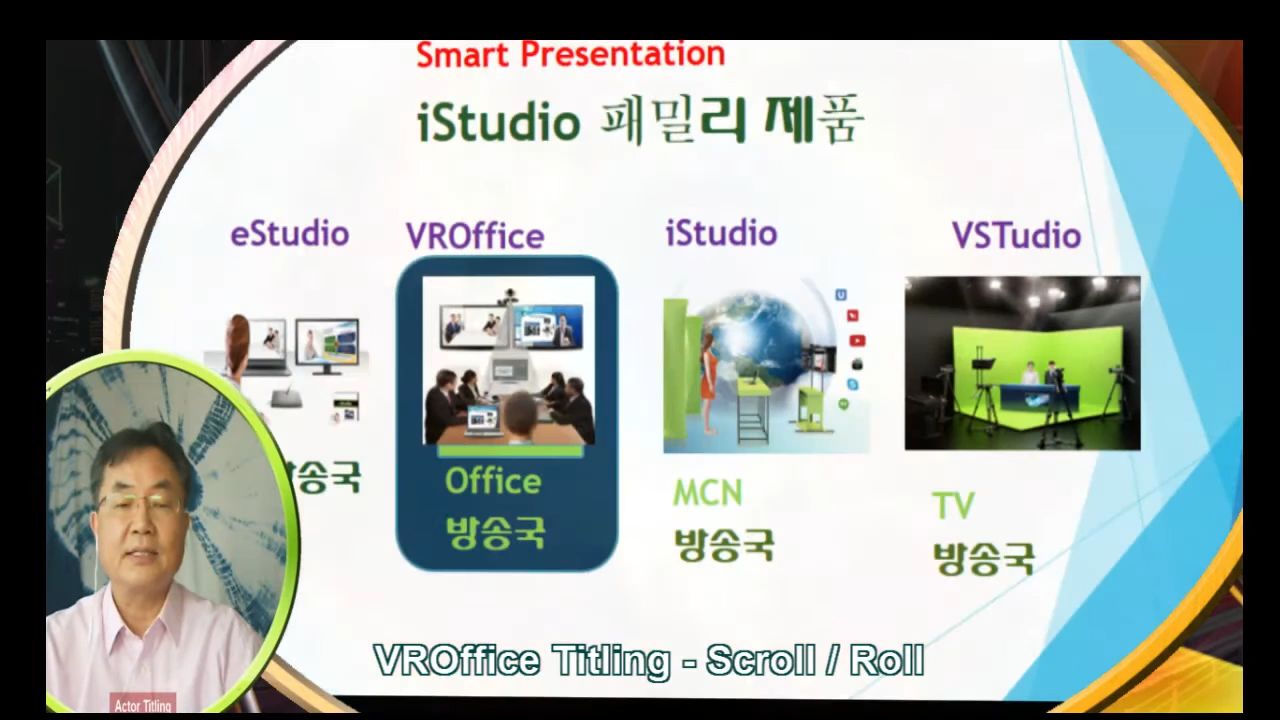 Smart Presentation
iStudio 패밀리 제품
eStudio
VROffice
iStudio
VSTudio
방송국
Office
방송국
MCN
방송국
TV
방송국
VROffice Titling - Scroll / Roll
Actor Titling